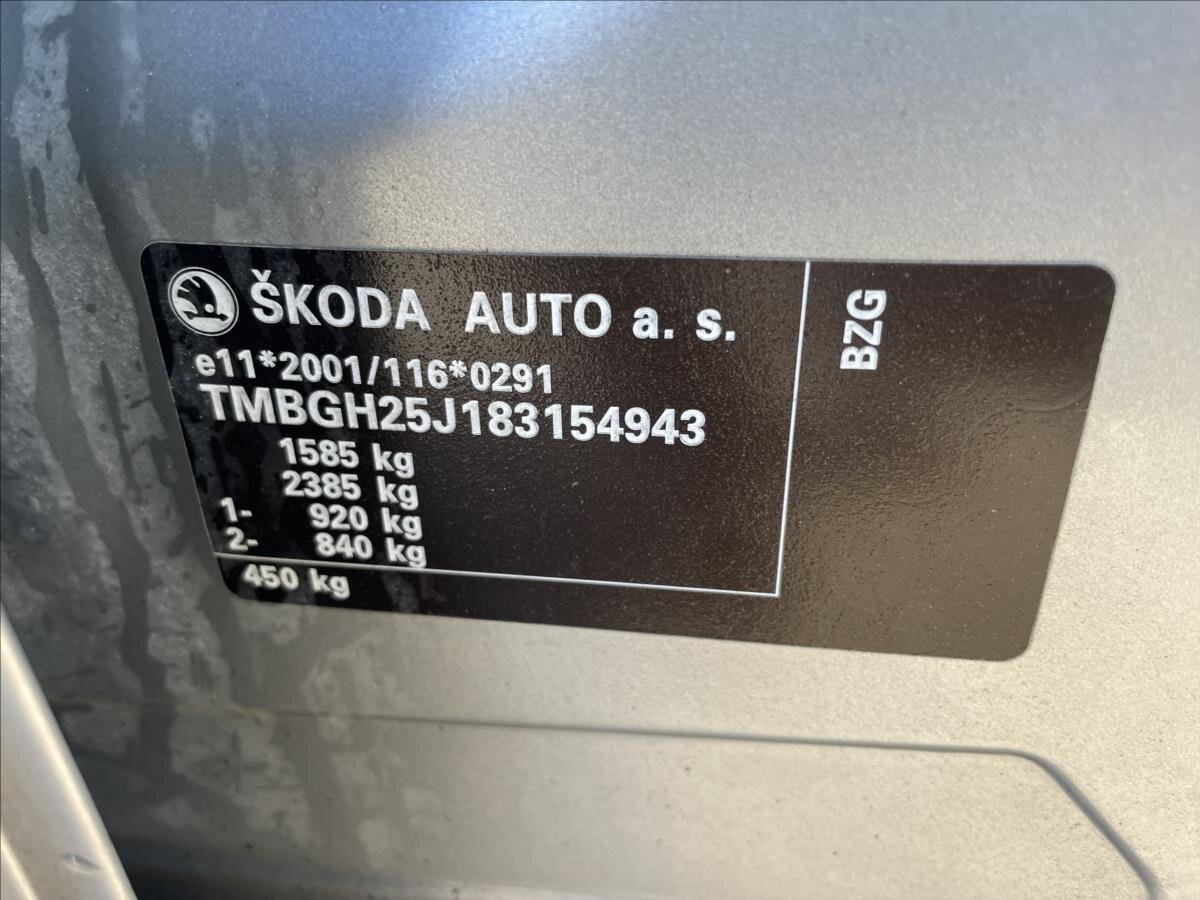 ŠKODA AUTO a. s.
e11*2001/116*0291
TMBGH25J183154943
1585 kg
2385 kg
1- 920 kg
2- 840 kg
450 kg
BZG